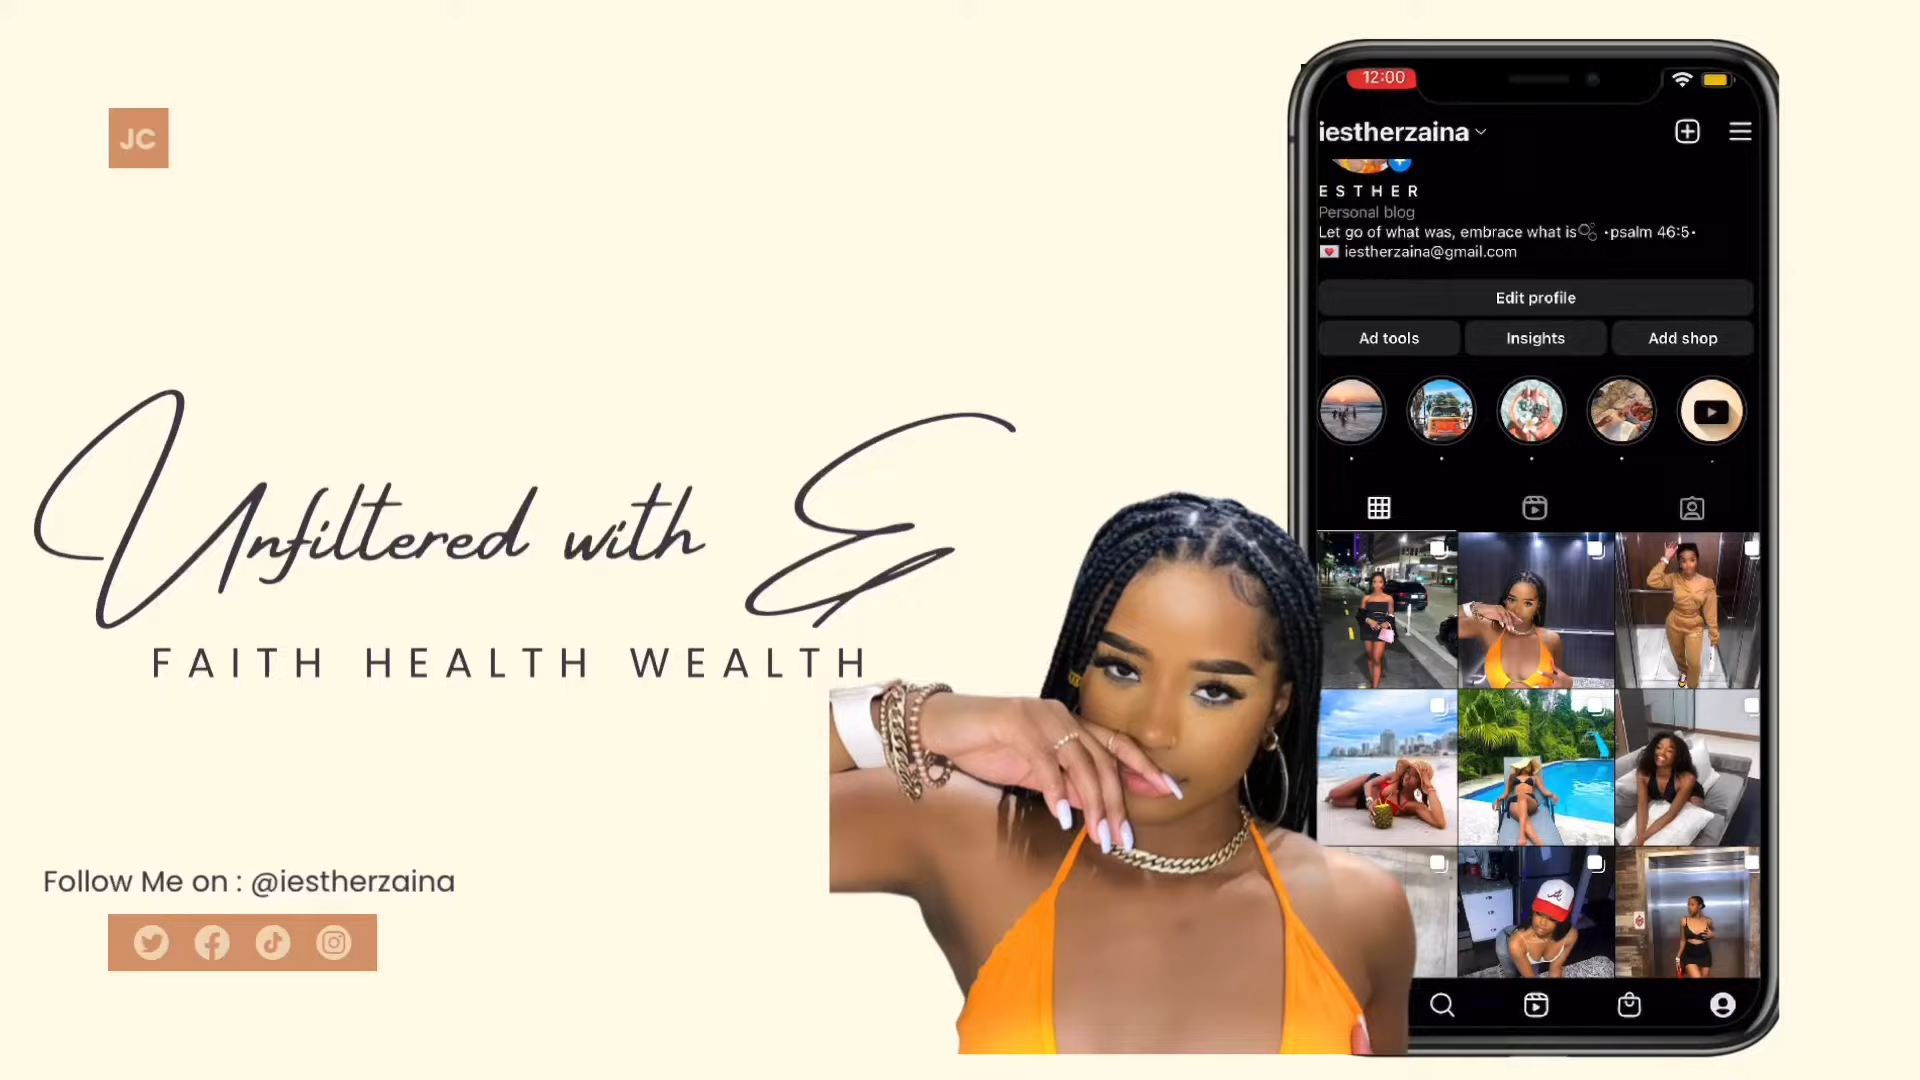 JC
Unfiltered with E
FAITH HEALTH WEALTH
Follow Me on : @iestherzaina
12:00
iestherzaina
ESTHER
Personal blog
Let go of what was, embrace what is🫧 •psalm 46:5•
💌 iestherzaina@gmail.com
Edit profile
Ad tools Insights Add shop